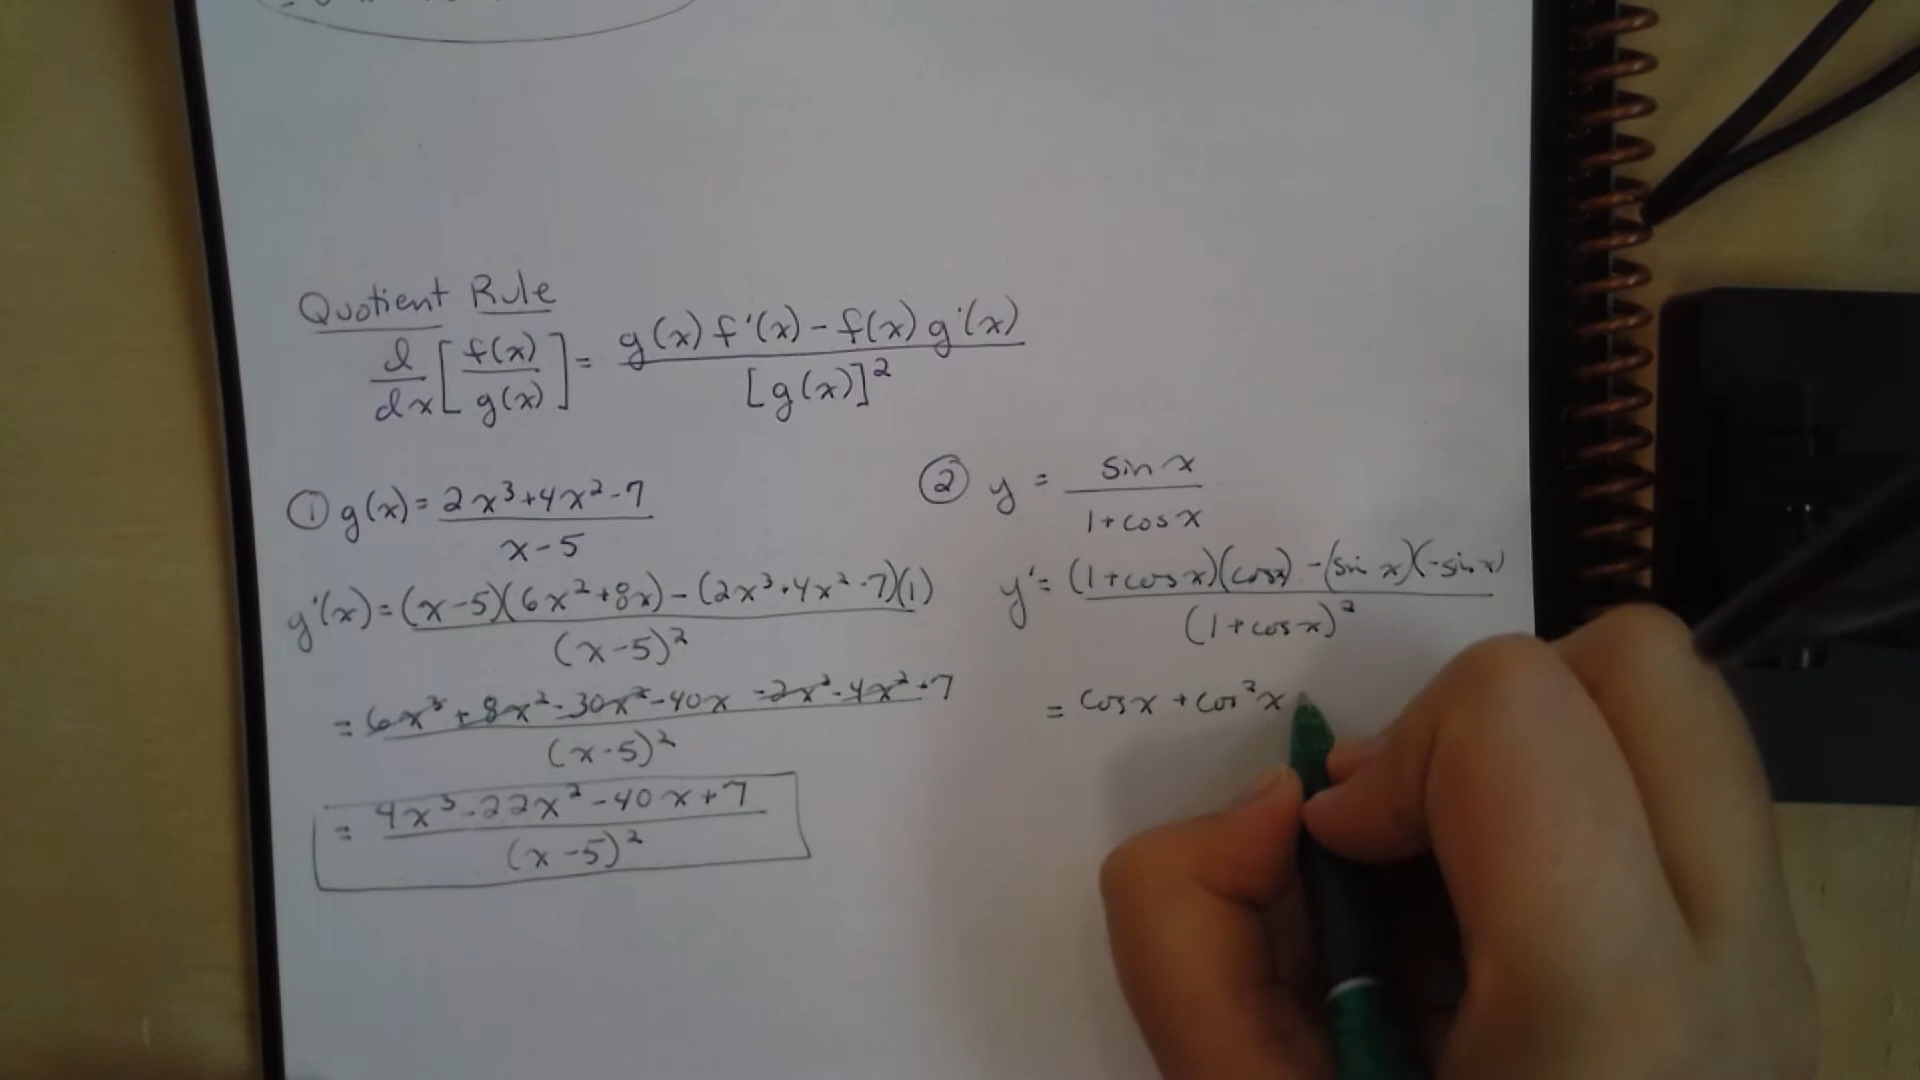 Quotient Rule
d/dx [f(x)/g(x)] = g(x) f'(x) - f(x) g'(x) / [g(x)]²
① g(x) = 2x³+4x²-7 / x-5
g'(x) = (x-5)(6x²+8x) - (2x³+4x²-7)(1) / (x-5)²
= 6x³+8x²-30x²-40x-2x³-4x²+7 / (x-5)²
= 4x³-22x²-40x+7 / (x-5)²
② y = sin x / 1+cos x
y' = (1+cos x)(cos x) - (sin x)(-sin x) / (1+cos x)²
= cos x + cos²x